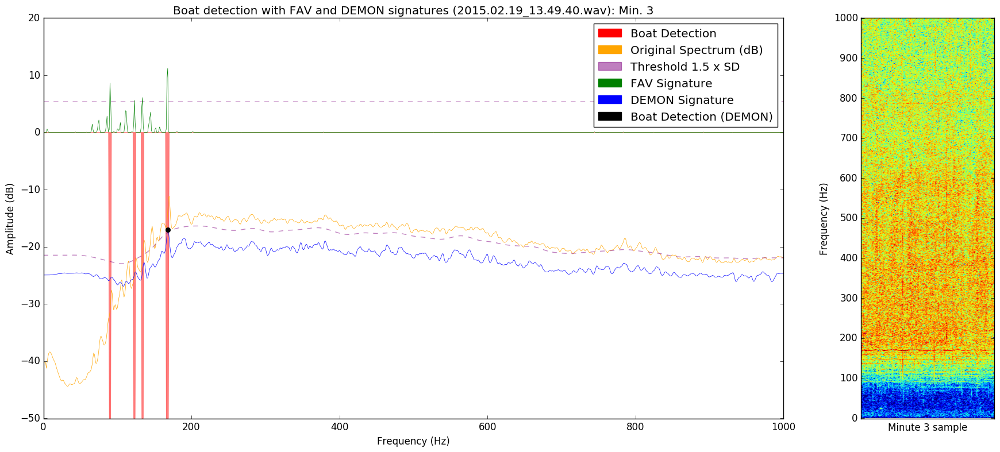 Boat detection with FAV and DEMON signatures (2015.02.19_13.49.40.wav): Min. 3
Boat Detection
Original Spectrum (dB)
Threshold 1.5 x SD
FAV Signature
DEMON Signature
Boat Detection (DEMON)
Amplitude (dB)
20
10
0
−10
−20
−30
−40
−50
0
200
400
600
800
1000
Frequency (Hz)
Frequency (Hz)
1000
900
800
700
600
500
400
300
200
100
0
Minute 3 sample